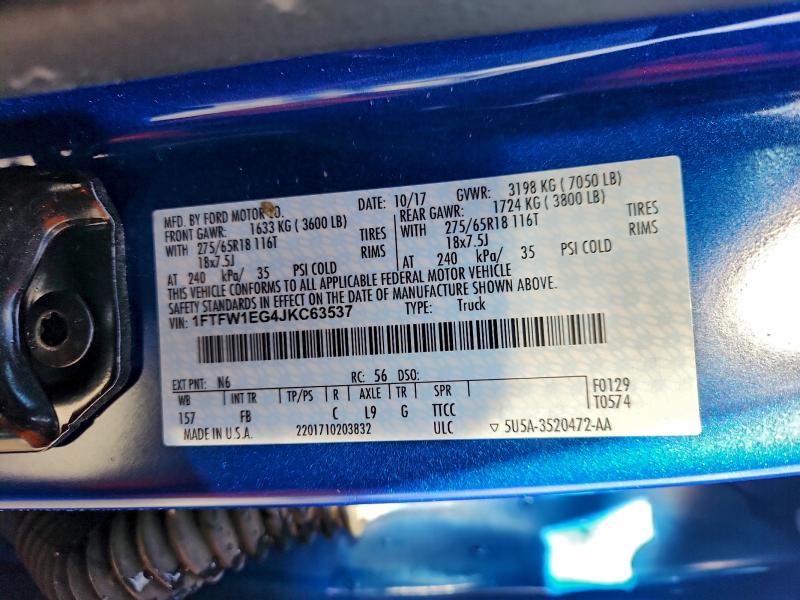 MFD. BY FORD MOTOR CO. DATE: 10/17 GVWR: 3198 KG ( 7050 LB)
FRONT GAWR: 1633 KG ( 3600 LB) REAR GAWR: 1724 KG ( 3800 LB)
WITH 275/65R18 116T TIRES WITH 275/65R18 116T TIRES
18x7.5J RIMS 18x7.5J RIMS
AT 240 kPa/ 35 PSI COLD AT 240 kPa/ 35 PSI COLD
THIS VEHICLE CONFORMS TO ALL APPLICABLE FEDERAL MOTOR VEHICLE
SAFETY STANDARDS IN EFFECT ON THE DATE OF MANUFACTURE SHOWN ABOVE.
VIN: 1FTFW1EG4JKC63537 TYPE: Truck
EXT PNT: N6 RC: 56 DSO:
WB INT TR TP/PS R AXLE TR SPR F0129
157 FB C L9 G TTCC T0574
MADE IN U.S.A. 2201710203832 ULC ▽ 5U5A-3520472-AA